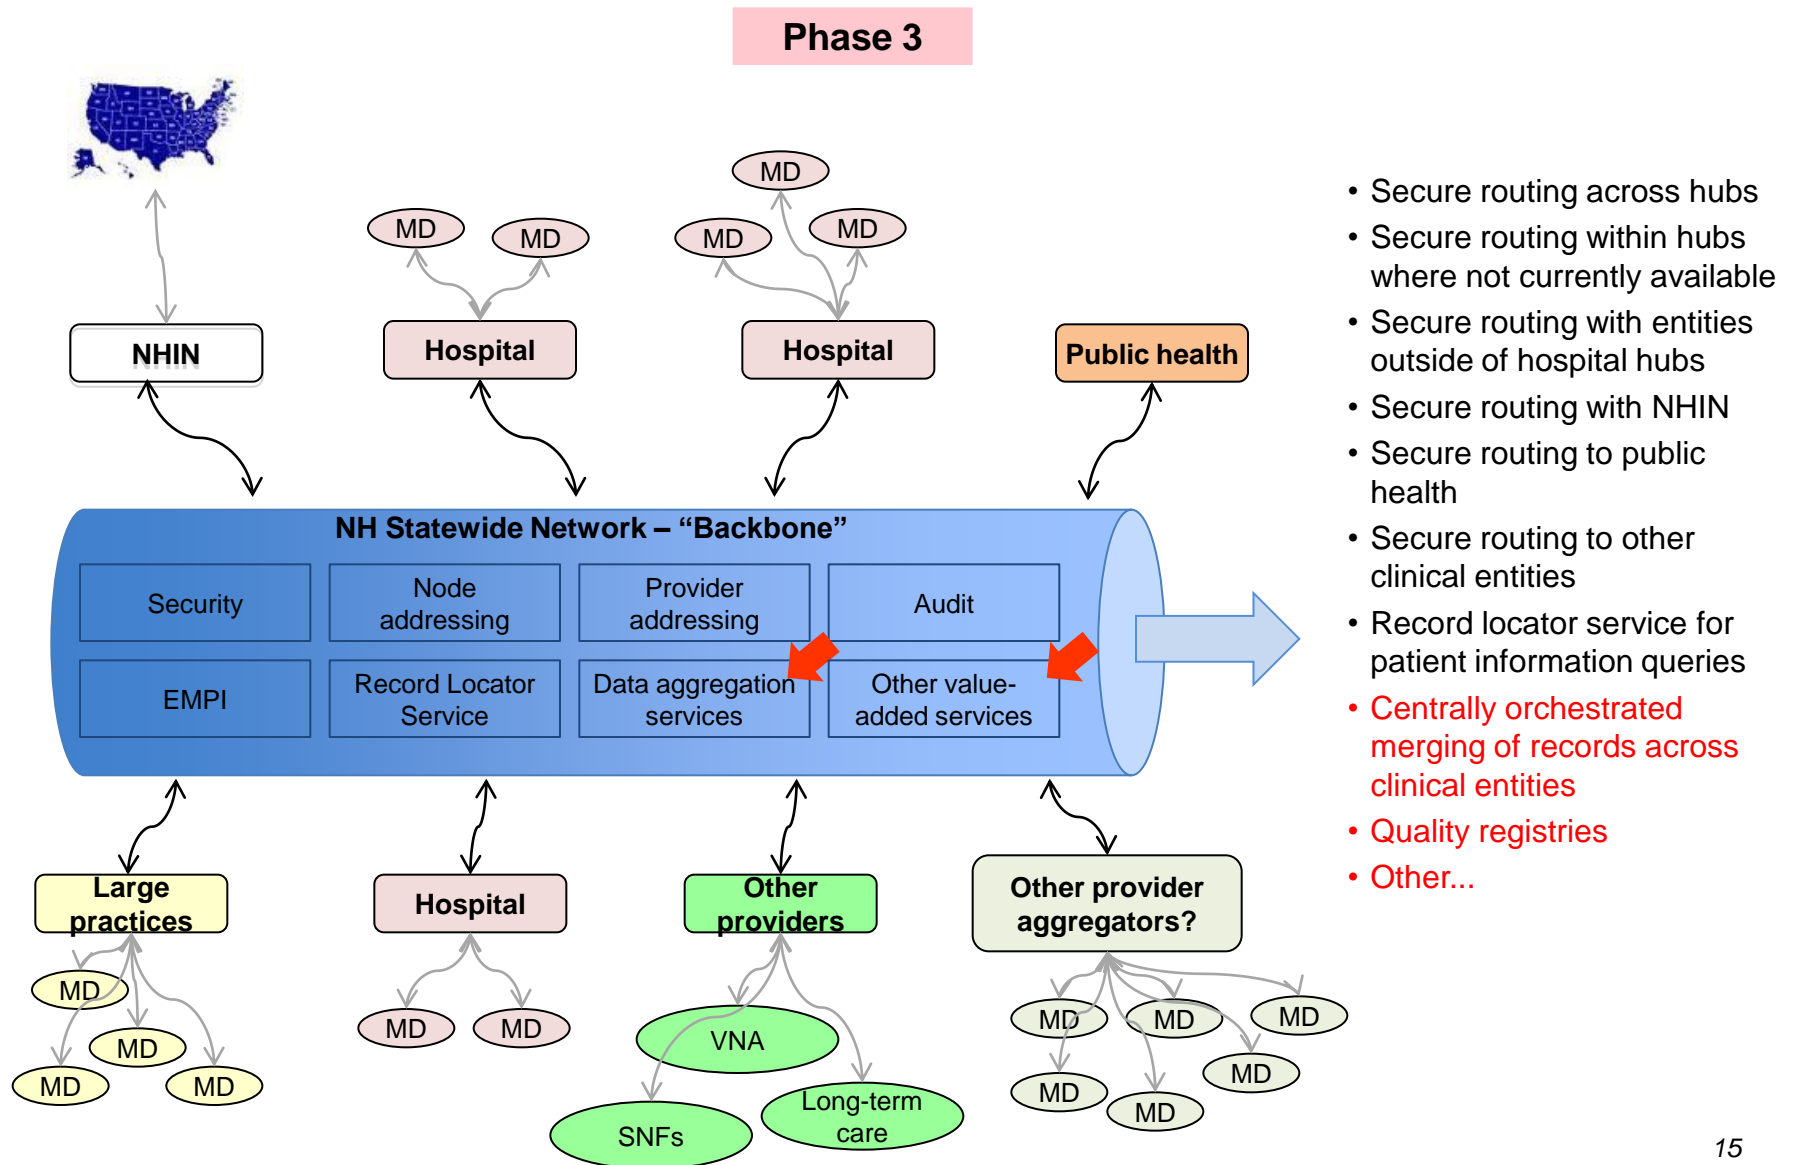 Phase 3
MD
MD
MD
MD
MD
MD
NHIN
Hospital
Hospital
Public health
NH Statewide Network – “Backbone”
Security
Node
addressing
Provider
addressing
Audit
EMPI
Record Locator
Service
Data aggregation
services
Other value-
added services
Large
practices
Hospital
Other
providers
Other provider
aggregators?
MD
MD
MD
MD
MD
MD
VNA
SNFs
Long-term
care
MD
MD
MD
MD
MD
MD
• Secure routing across hubs
• Secure routing within hubs
where not currently available
• Secure routing with entities
outside of hospital hubs
• Secure routing with NHIN
• Secure routing to public
health
• Secure routing to other
clinical entities
• Record locator service for
patient information queries
• Centrally orchestrated
merging of records across
clinical entities
• Quality registries
• Other...
15